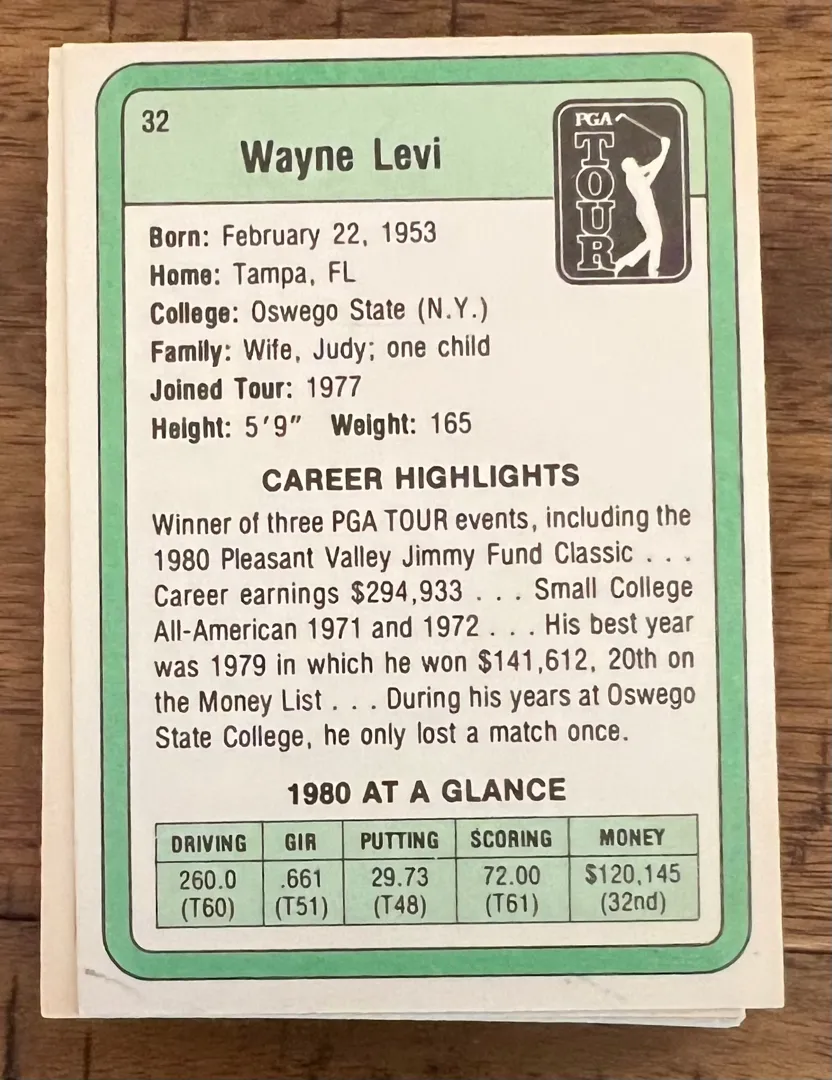 32
Wayne Levi
PGA
TOUR
Born: February 22, 1953
Home: Tampa, FL
College: Oswego State (N.Y.)
Family: Wife, Judy; one child
Joined Tour: 1977
Height: 5'9" Weight: 165
CAREER HIGHLIGHTS
Winner of three PGA TOUR events, including the
1980 Pleasant Valley Jimmy Fund Classic . . .
Career earnings $294,933 . . . Small College
All-American 1971 and 1972 . . . His best year
was 1979 in which he won $141,612, 20th on
the Money List . . . During his years at Oswego
State College, he only lost a match once.
1980 AT A GLANCE
DRIVING GIR PUTTING SCORING MONEY
260.0 .661 29.73 72.00 $120,145
(T60) (T51) (T48) (T61) (32nd)